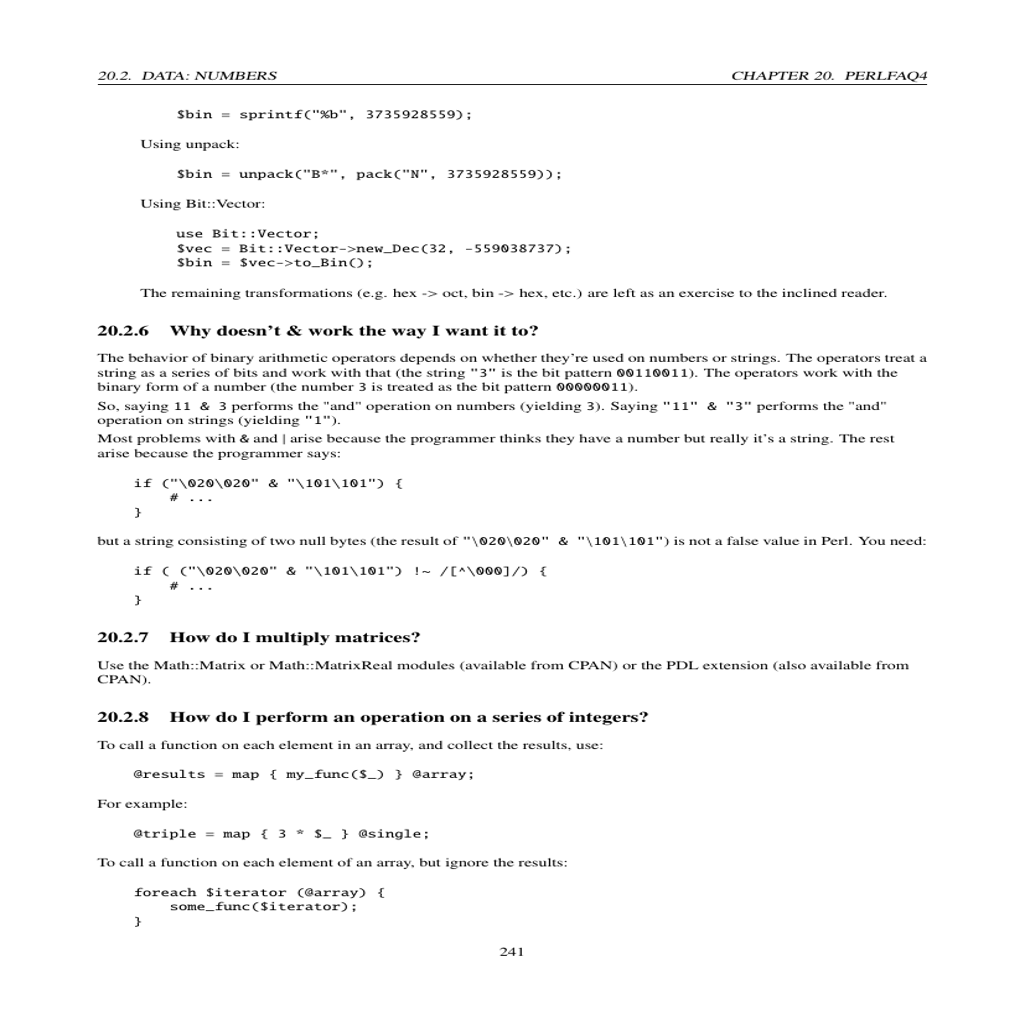 20.2. DATA: NUMBERS CHAPTER 20. PERLFAQ4
$bin = sprintf("%b", 3735928559);
Using unpack:
$bin = unpack("B*", pack("N", 3735928559));
Using Bit::Vector:
use Bit::Vector;
$vec = Bit::Vector->new_Dec(32, -559038737);
$bin = $vec->to_Bin();
The remaining transformations (e.g. hex -> oct, bin -> hex, etc.) are left as an exercise to the inclined reader.
20.2.6 Why doesn't & work the way I want it to?
The behavior of binary arithmetic operators depends on whether they're used on numbers or strings. The operators treat a
string as a series of bits and work with that (the string "3" is the bit pattern 00110011). The operators work with the
binary form of a number (the number 3 is treated as the bit pattern 00000011).
So, saying 11 & 3 performs the "and" operation on numbers (yielding 3). Saying "11" & "3" performs the "and"
operation on strings (yielding "1").
Most problems with & and | arise because the programmer thinks they have a number but really it's a string. The rest
arise because the programmer says:
if ("\020\020" & "\101\101") {
# ...
}
but a string consisting of two null bytes (the result of "\020\020" & "\101\101") is not a false value in Perl. You need:
if ( ("\020\020" & "\101\101") !~ /[^\000]/) {
# ...
}
20.2.7 How do I multiply matrices?
Use the Math::Matrix or Math::MatrixReal modules (available from CPAN) or the PDL extension (also available from
CPAN).
20.2.8 How do I perform an operation on a series of integers?
To call a function on each element in an array, and collect the results, use:
@results = map { my_func($_) } @array;
For example:
@triple = map { 3 * $_ } @single;
To call a function on each element of an array, but ignore the results:
foreach $iterator (@array) {
some_func($iterator);
}
241